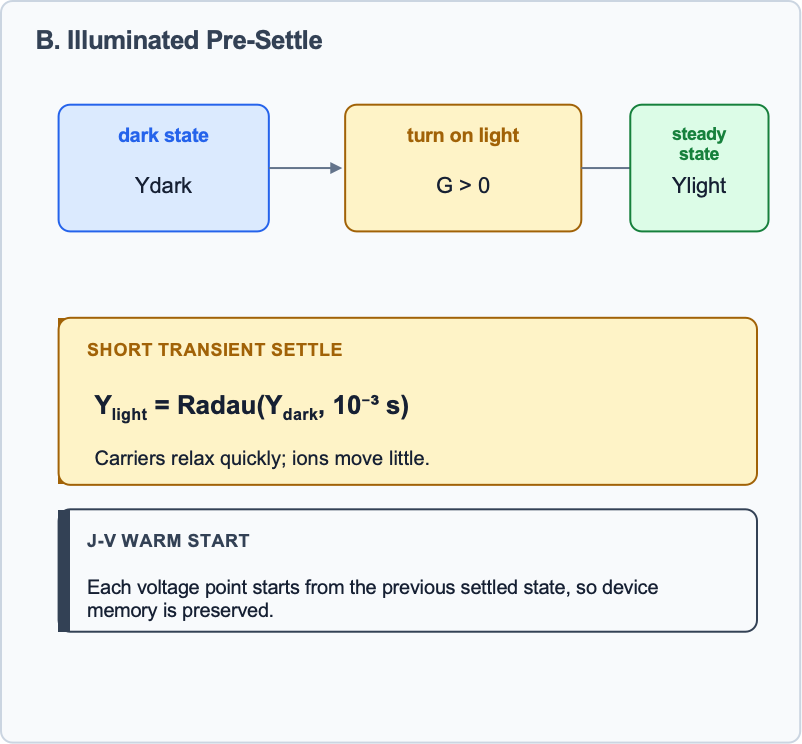 B. Illuminated Pre-Settle
dark state
Ydark
turn on light
G > 0
steady
state
Ylight
SHORT TRANSIENT SETTLE
Y_light = Radau(Y_dark, 10⁻³ s)
Carriers relax quickly; ions move little.
J-V WARM START
Each voltage point starts from the previous settled state, so device
memory is preserved.